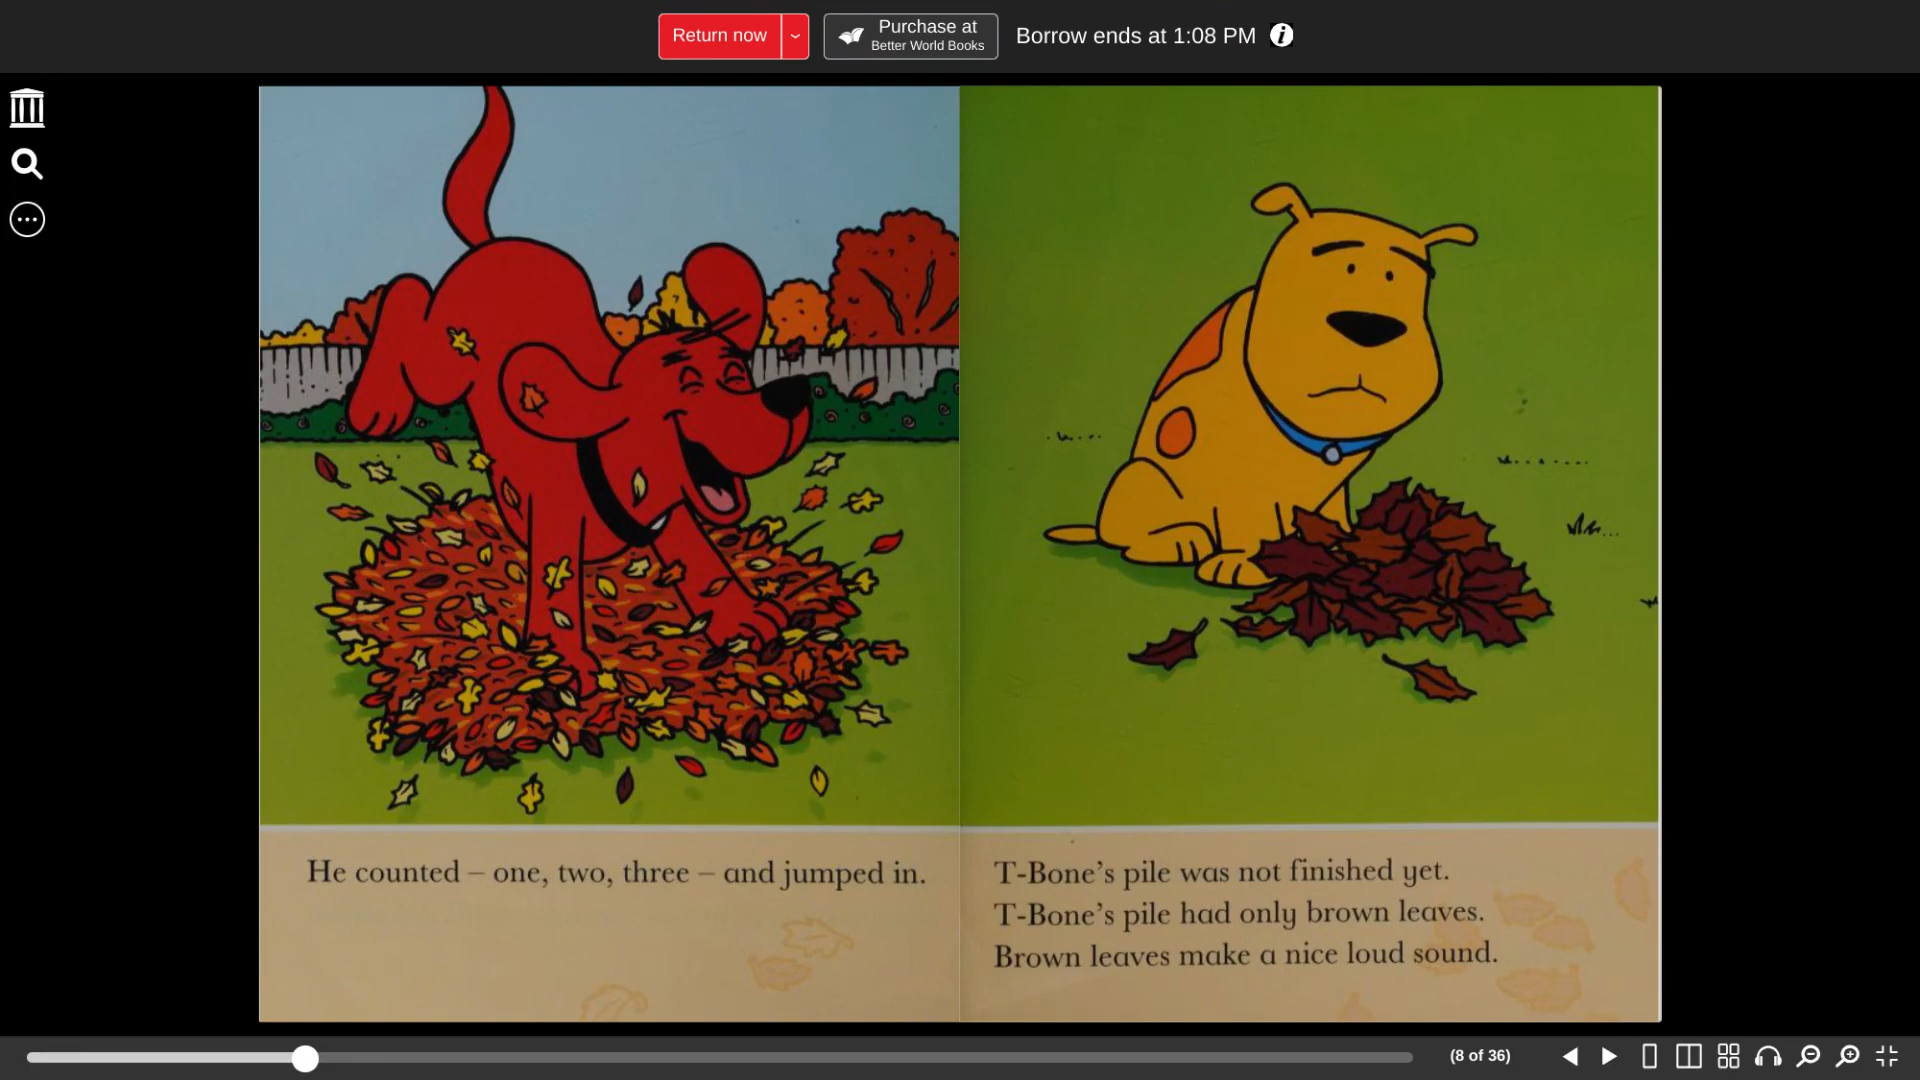 Return now
Purchase at
Better World Books
Borrow ends at 1:08 PM
He counted – one, two, three – and jumped in.
T-Bone’s pile was not finished yet.
T-Bone’s pile had only brown leaves.
Brown leaves make a nice loud sound.
(8 of 36)